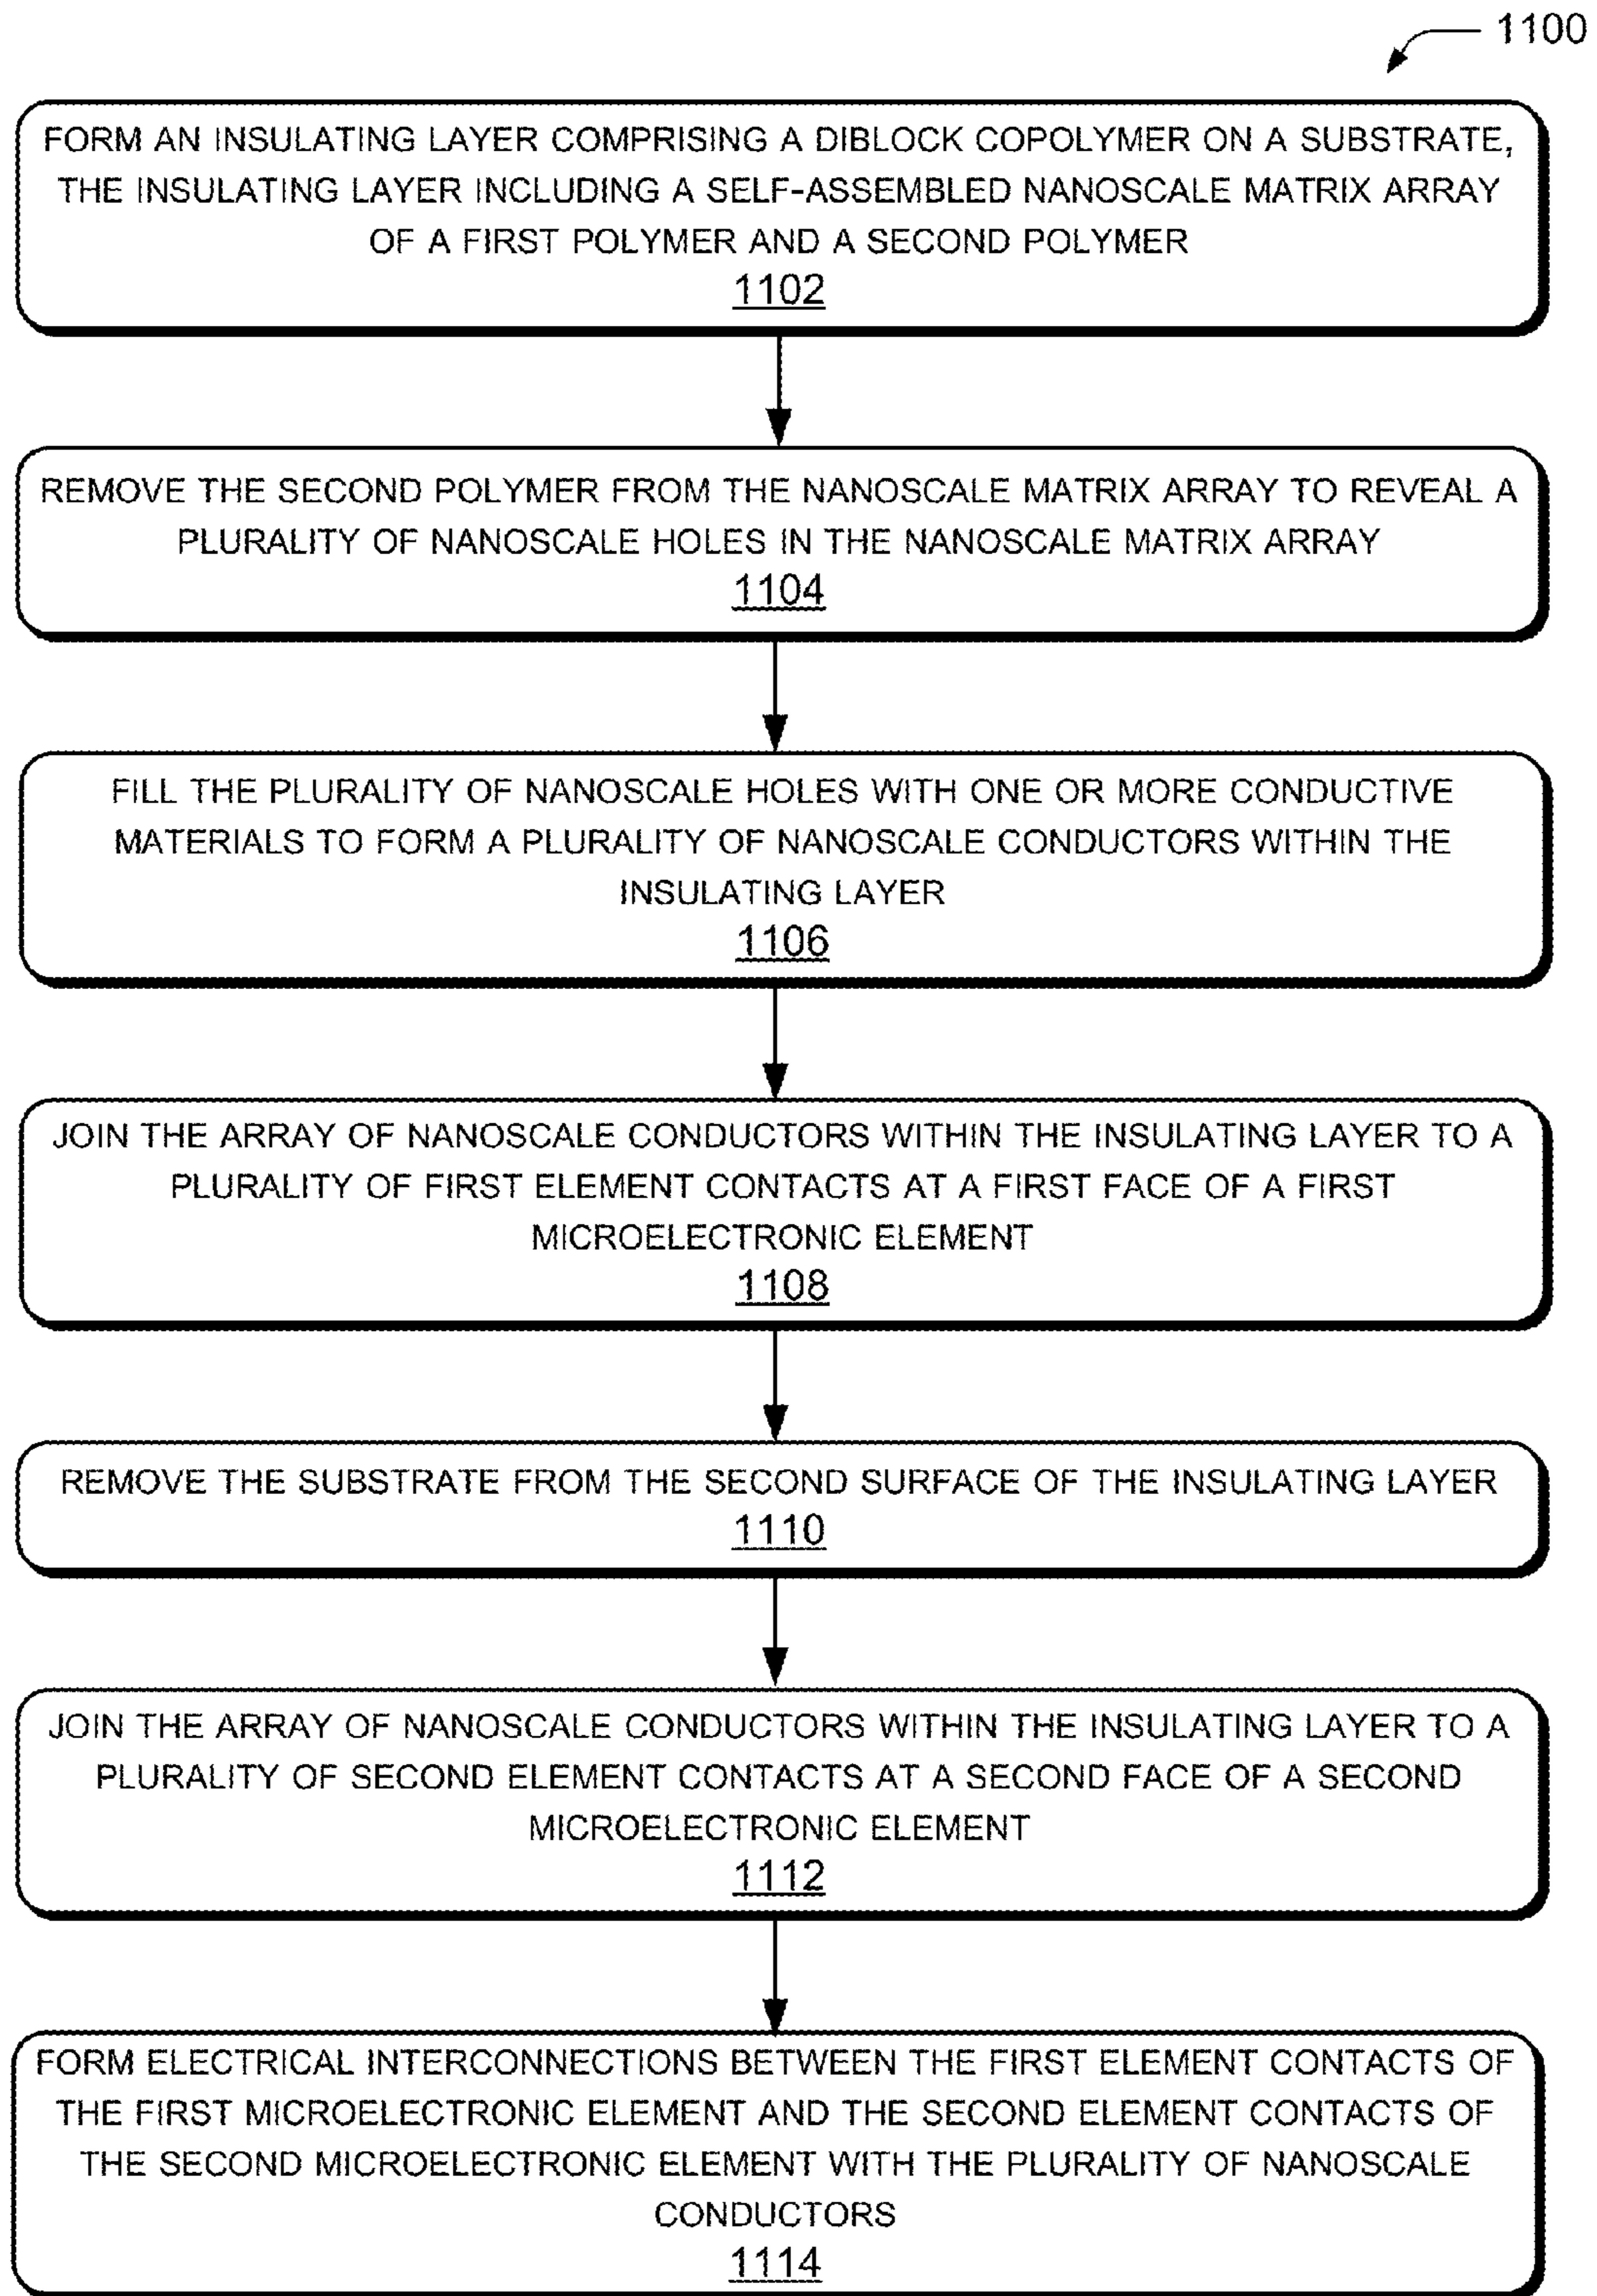 1100
FORM AN INSULATING LAYER COMPRISING A DIBLOCK COPOLYMER ON A SUBSTRATE,
THE INSULATING LAYER INCLUDING A SELF-ASSEMBLED NANOSCALE MATRIX ARRAY
OF A FIRST POLYMER AND A SECOND POLYMER
1102
REMOVE THE SECOND POLYMER FROM THE NANOSCALE MATRIX ARRAY TO REVEAL A
PLURALITY OF NANOSCALE HOLES IN THE NANOSCALE MATRIX ARRAY
1104
FILL THE PLURALITY OF NANOSCALE HOLES WITH ONE OR MORE CONDUCTIVE
MATERIALS TO FORM A PLURALITY OF NANOSCALE CONDUCTORS WITHIN THE
INSULATING LAYER
1106
JOIN THE ARRAY OF NANOSCALE CONDUCTORS WITHIN THE INSULATING LAYER TO A
PLURALITY OF FIRST ELEMENT CONTACTS AT A FIRST FACE OF A FIRST
MICROELECTRONIC ELEMENT
1108
REMOVE THE SUBSTRATE FROM THE SECOND SURFACE OF THE INSULATING LAYER
1110
JOIN THE ARRAY OF NANOSCALE CONDUCTORS WITHIN THE INSULATING LAYER TO A
PLURALITY OF SECOND ELEMENT CONTACTS AT A SECOND FACE OF A SECOND
MICROELECTRONIC ELEMENT
1112
FORM ELECTRICAL INTERCONNECTIONS BETWEEN THE FIRST ELEMENT CONTACTS OF
THE FIRST MICROELECTRONIC ELEMENT AND THE SECOND ELEMENT CONTACTS OF
THE SECOND MICROELECTRONIC ELEMENT WITH THE PLURALITY OF NANOSCALE
CONDUCTORS
1114